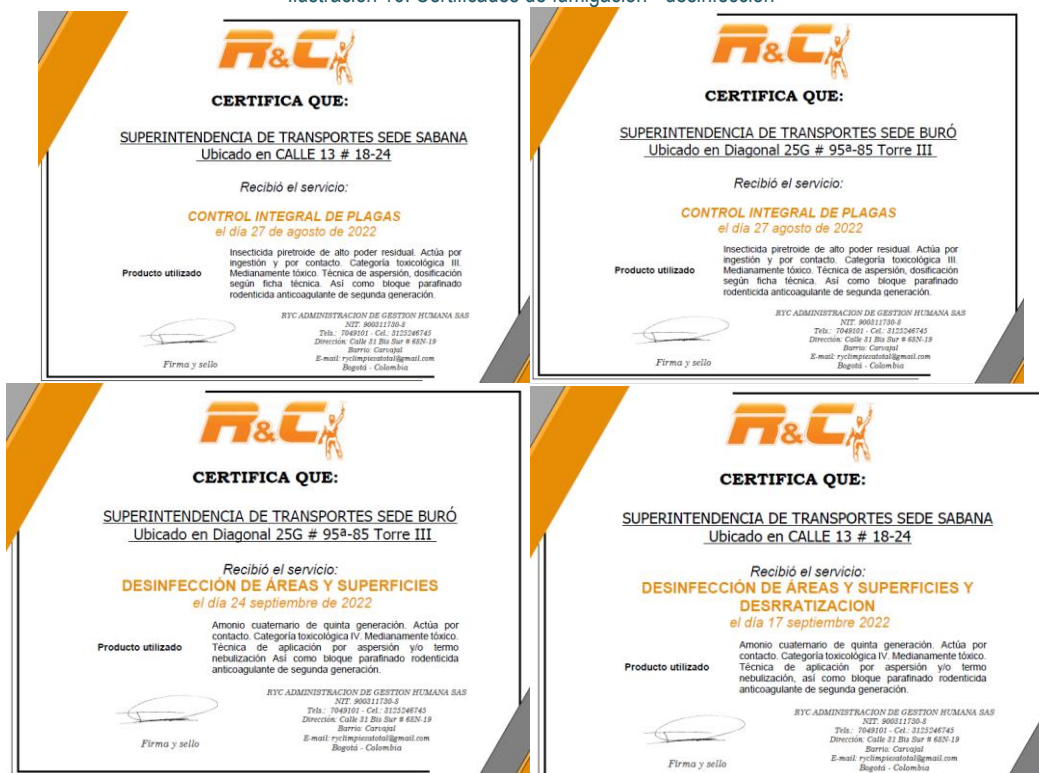 R&C
CERTIFICA QUE:
SUPERINTENDENCIA DE TRANSPORTES SEDE SABANA
Ubicado en CALLE 13 # 18-24
Recibió el servicio:
CONTROL INTEGRAL DE PLAGAS
el día 27 de agosto de 2022
Producto utilizado
Insecticida piretroide de alto poder residual. Actúa por
ingestión y por contacto. Categoría toxicológica III.
Medianamente tóxico. Técnica de aspersión, dosificación
según ficha técnica. Así como bloque parafinado
rodenticida anticoagulante de segunda generación.
Firma y sello
RYC ADMINISTRACION DE GESTION HUMANA SAS
NIT. 900311730-8
Tels.: 7049101 - Cel.: 3125246745
Dirección: Calle 31 Bis Sur # 68N-19
Barrio: Carvajal
E-mail: ryclimpiezatotal@gmail.com
Bogotá - Colombia
R&C
CERTIFICA QUE:
SUPERINTENDENCIA DE TRANSPORTES SEDE BURÓ
Ubicado en Diagonal 25G # 95ª-85 Torre III
Recibió el servicio:
CONTROL INTEGRAL DE PLAGAS
el día 27 agosto de 2022
Producto utilizado
Insecticida piretroide de alto poder residual. Actúa por
ingestión y por contacto. Categoría toxicológica III.
Medianamente tóxico. Técnica de aspersión, dosificación
según ficha técnica. Así como bloque parafinado
rodenticida anticoagulante de segunda generación.
Firma y sello
RYC ADMINISTRACION DE GESTION HUMANA SAS
NIT. 900311730-8
Tels.: 7049101 - Cel.: 3125246745
Dirección: Calle 31 Bis Sur # 68N-19
Barrio: Carvajal
E-mail: ryclimpiezatotal@gmail.com
Bogotá - Colombia
R&C
CERTIFICA QUE:
SUPERINTENDENCIA DE TRANSPORTES SEDE BURÓ
Ubicado en Diagonal 25G # 95ª-85 Torre III
Recibió el servicio:
DESINFECCIÓN DE ÁREAS Y SUPERFICIES
el día 24 septiembre de 2022
Producto utilizado
Amonio cuaternario de quinta generación. Actúa por
contacto. Categoría toxicológica IV. Medianamente tóxico.
Técnica de aplicación por aspersión y/o termo
nebulización Así como bloque parafinado rodenticida
anticoagulante de segunda generación.
Firma y sello
RYC ADMINISTRACION DE GESTION HUMANA SAS
NIT. 900311730-8
Tels.: 7049101 - Cel.: 3125246745
Dirección: Calle 31 Bis Sur # 68N-19
Barrio: Carvajal
E-mail: ryclimpiezatotal@gmail.com
Bogotá - Colombia
R&C
CERTIFICA QUE:
SUPERINTENDENCIA DE TRANSPORTES SEDE SABANA
Ubicado en CALLE 13 # 18-24
Recibió el servicio:
DESINFECCIÓN DE ÁREAS Y SUPERFICIES Y
DESRRATIZACION
el día 17 septiembre 2022
Producto utilizado
Amonio cuaternario de quinta generación. Actúa por
contacto. Categoría toxicológica IV. Medianamente tóxico.
Técnica de aplicación por aspersión y/o termo
nebulización, así como bloque parafinado rodenticida
anticoagulante de segunda generación.
Firma y sello
RYC ADMINISTRACION DE GESTION HUMANA SAS
NIT. 900311730-8
Tels.: 7049101 - Cel.: 3125246745
Dirección: Calle 31 Bis Sur # 68N-19
Barrio: Carvajal
E-mail: ryclimpiezatotal@gmail.com
Bogotá - Colombia